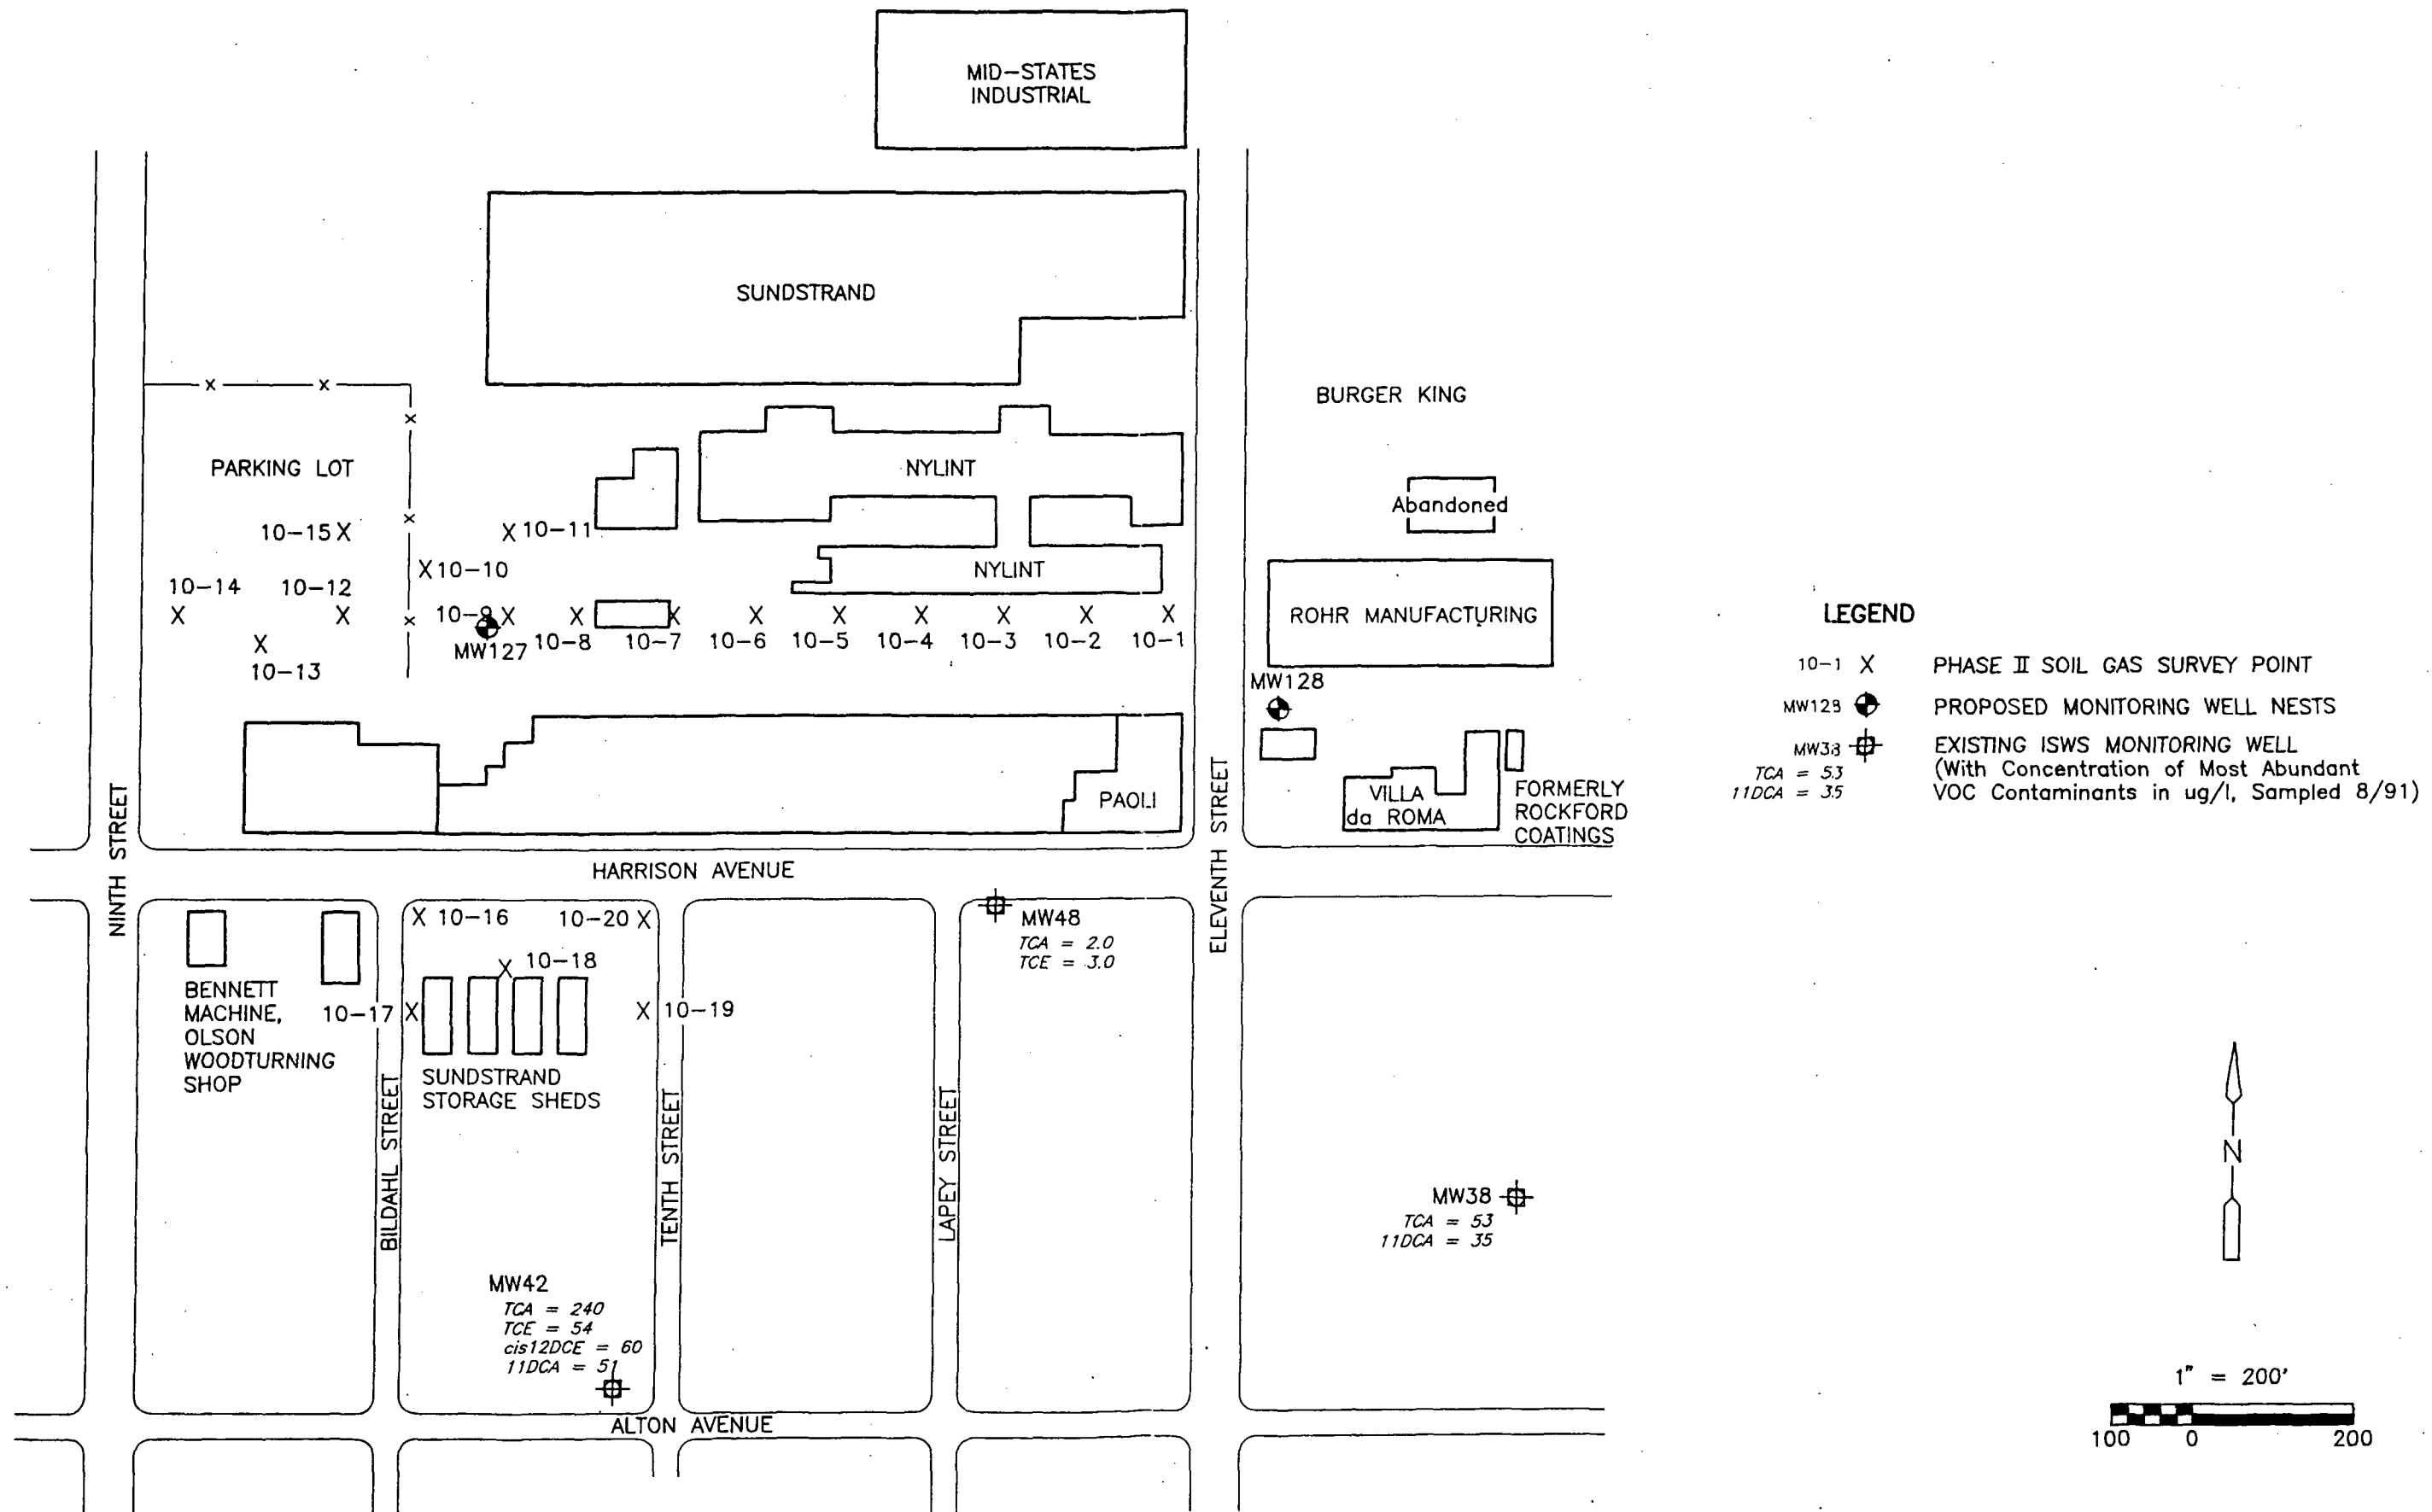 MID-STATES
INDUSTRIAL
SUNDSTRAND
BURGER KING
PARKING LOT
NYLINT
Abandoned
10-15 X
X 10-11
X 10-10
NYLINT
10-14
10-12
10-9
ROHR MANUFACTURING
MW127
10-8
10-7
10-6
10-5
10-4
10-3
10-2
10-1
10-13
MW128
PAOLI
VILLA
da ROMA
FORMERLY
ROCKFORD
COATINGS
NINTH STREET
HARRISON AVENUE
ELEVENTH STREET
X 10-16
10-20 X
MW48
TCA = 2.0
TCE = 3.0
10-18
BENNETT
MACHINE,
OLSON
WOODTURNING
SHOP
10-17 X
X 10-19
SUNDSTRAND
STORAGE SHEDS
BILDAHL STREET
TENTH STREET
LAPEY STREET
MW38
TCA = 53
11DCA = 35
MW42
TCA = 240
TCE = 54
cis12DCE = 60
11DCA = 51
ALTON AVENUE
LEGEND
10-1 X PHASE II SOIL GAS SURVEY POINT
MW128 PROPOSED MONITORING WELL NESTS
MW38 EXISTING ISWS MONITORING WELL
TCA = 53 (With Concentration of Most Abundant
11DCA = 35 VOC Contaminants in ug/l, Sampled 8/91)
N
1" = 200'
100 0 200